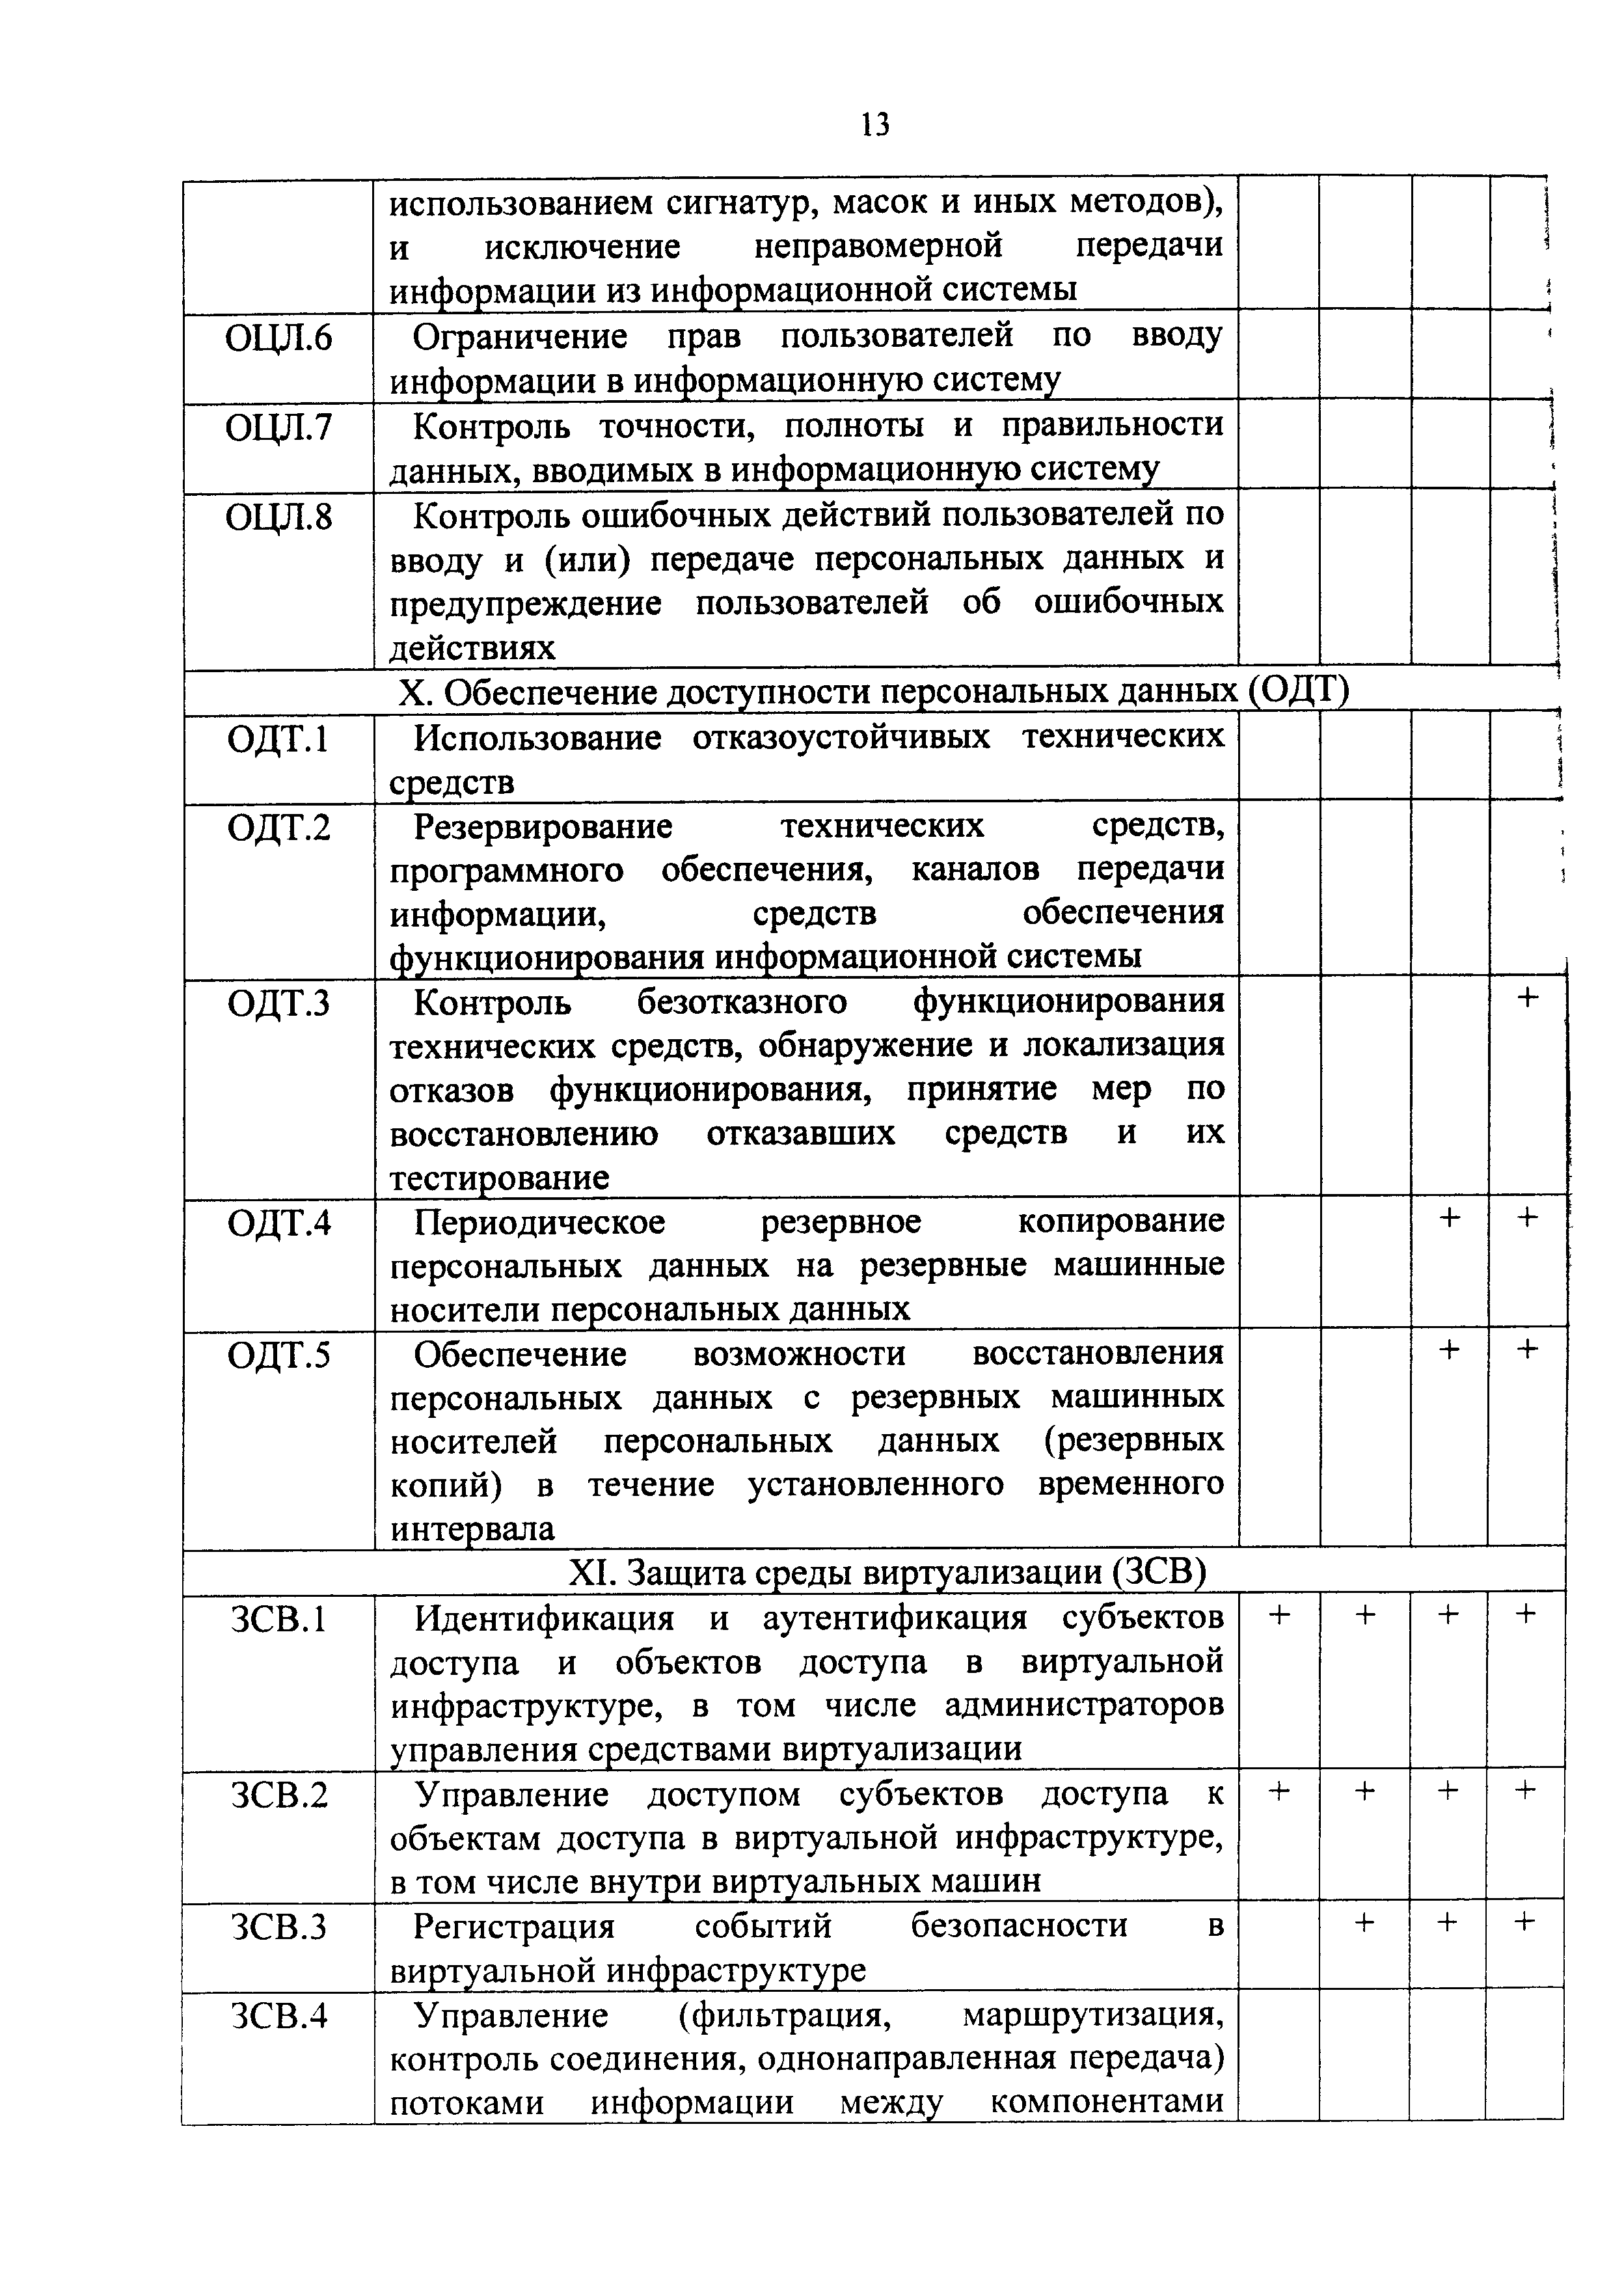 13
использованием сигнатур, масок и иных методов),
и исключение неправомерной передачи
информации из информационной системы
ОЦЛ.6 Ограничение прав пользователей по вводу
информации в информационную систему
ОЦЛ.7 Контроль точности, полноты и правильности
данных, вводимых в информационную систему
ОЦЛ.8 Контроль ошибочных действий пользователей по
вводу и (или) передаче персональных данных и
предупреждение пользователей об ошибочных
действиях
X. Обеспечение доступности персональных данных (ОДТ)
ОДТ.1 Использование отказоустойчивых технических
средств
ОДТ.2 Резервирование технических средств,
программного обеспечения, каналов передачи
информации, средств обеспечения
функционирования информационной системы
ОДТ.3 Контроль безотказного функционирования +
технических средств, обнаружение и локализация
отказов функционирования, принятие мер по
восстановлению отказавших средств и их
тестирование
ОДТ.4 Периодическое резервное копирование + +
персональных данных на резервные машинные
носители персональных данных
ОДТ.5 Обеспечение возможности восстановления + +
персональных данных с резервных машинных
носителей персональных данных (резервных
копий) в течение установленного временного
интервала
XI. Защита среды виртуализации (ЗСВ)
ЗСВ.1 Идентификация и аутентификация субъектов + + + +
доступа и объектов доступа в виртуальной
инфраструктуре, в том числе администраторов
управления средствами виртуализации
ЗСВ.2 Управление доступом субъектов доступа к + + + +
объектам доступа в виртуальной инфраструктуре,
в том числе внутри виртуальных машин
ЗСВ.3 Регистрация событий безопасности в + + +
виртуальной инфраструктуре
ЗСВ.4 Управление (фильтрация, маршрутизация,
контроль соединения, однонаправленная передача)
потоками информации между компонентами